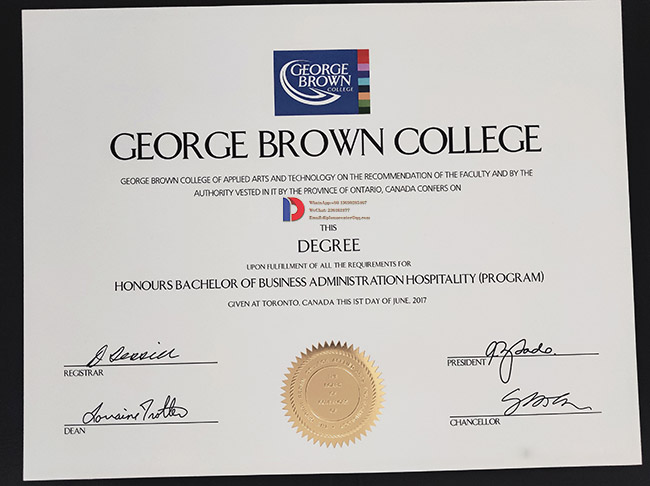 GEORGE
BROWN
COLLEGE
GEORGE BROWN COLLEGE
GEORGE BROWN COLLEGE OF APPLIED ARTS AND TECHNOLOGY ON THE RECOMMENDATION OF THE FACULTY AND BY THE
AUTHORITY VESTED IN IT BY THE PROVINCE OF ONTARIO, CANADA CONFERS ON
THIS
DEGREE
UPON FULFILLMENT OF ALL THE REQUIREMENTS FOR
HONOURS BACHELOR OF BUSINESS ADMINISTRATION HOSPITALITY (PROGRAM)
GIVEN AT TORONTO, CANADA THIS 1ST DAY OF JUNE, 2017
REGISTRAR
PRESIDENT
Lorraine Trotter
DEAN
CHANCELLOR